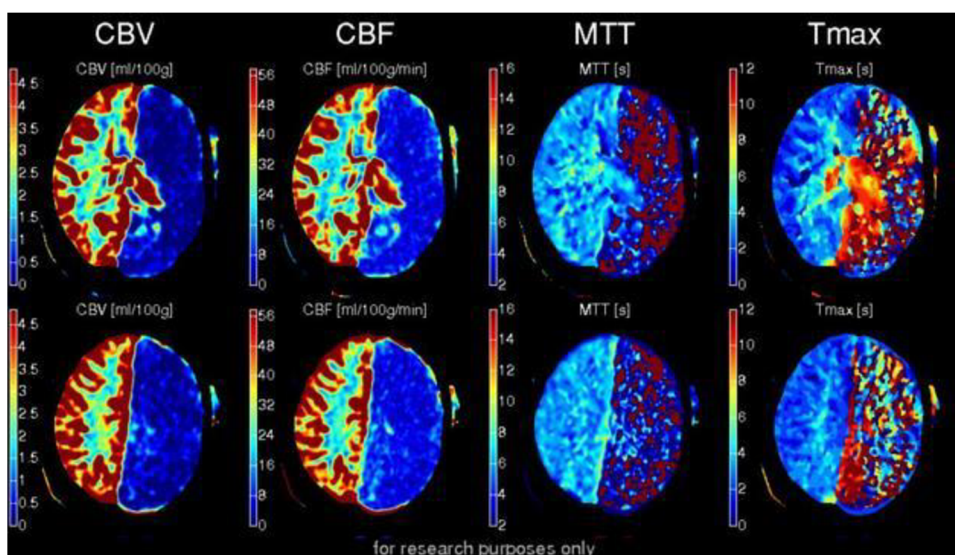 CBV CBF MTT Tmax
CBV [ml/100g] CBF [ml/100g/min] MTT [s] Tmax [s]
4.5 56 16 12
4 48 14 10
3.5 40 12 8
3 32 10 6
2.5 24 8 4
2 16 6 2
1.5 8 4 0
1 0 2
0.5
0
CBV [ml/100g] CBF [ml/100g/min] MTT [s] Tmax [s]
4.5 56 16 12
4 48 14 10
3.5 40 12 8
3 32 10 6
2.5 24 8 4
2 16 6 2
1.5 8 4 0
1 0 2
0.5
0
for research purposes only